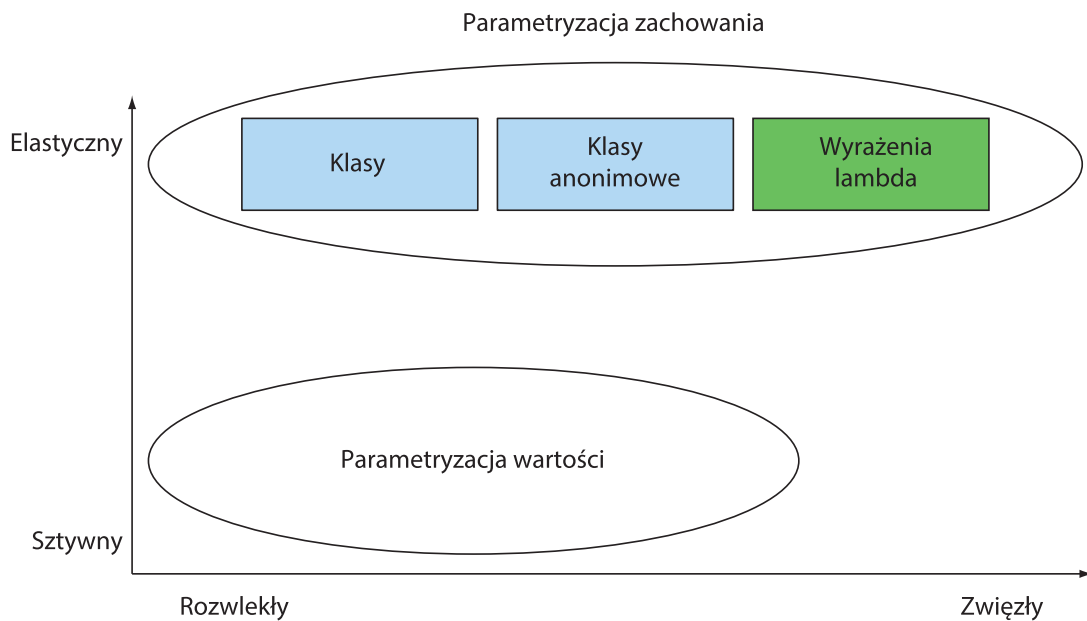 Parametryzacja zachowania
Elastyczny
Klasy
Klasy
anonimowe
Wyrażenia
lambda
Parametryzacja wartości
Sztywny
Rozwlekły
Zwięzły